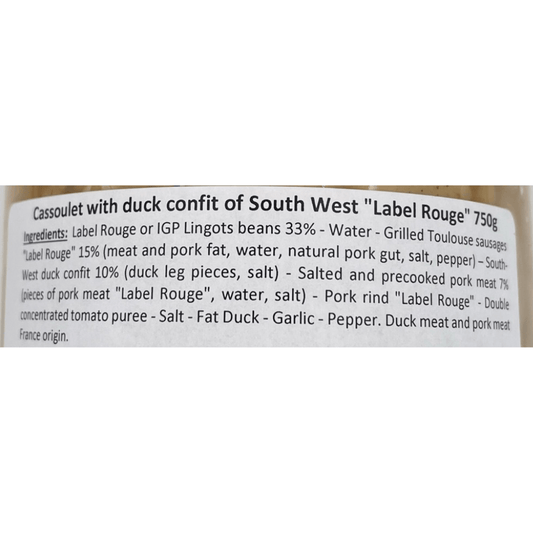 Cassoulet with duck confit of South West "Label Rouge" 750g
Ingredients: Label Rouge or IGP Lingots beans 33% - Water - Grilled Toulouse sausages
"Label Rouge" 15% (meat and pork fat, water, natural pork gut, salt, pepper) – South-
West duck confit 10% (duck leg pieces, salt) - Salted and precooked pork meat 7%
(pieces of pork meat "Label Rouge", water, salt) - Pork rind "Label Rouge" - Double
concentrated tomato puree - Salt - Fat Duck - Garlic - Pepper. Duck meat and pork meat
France origin.